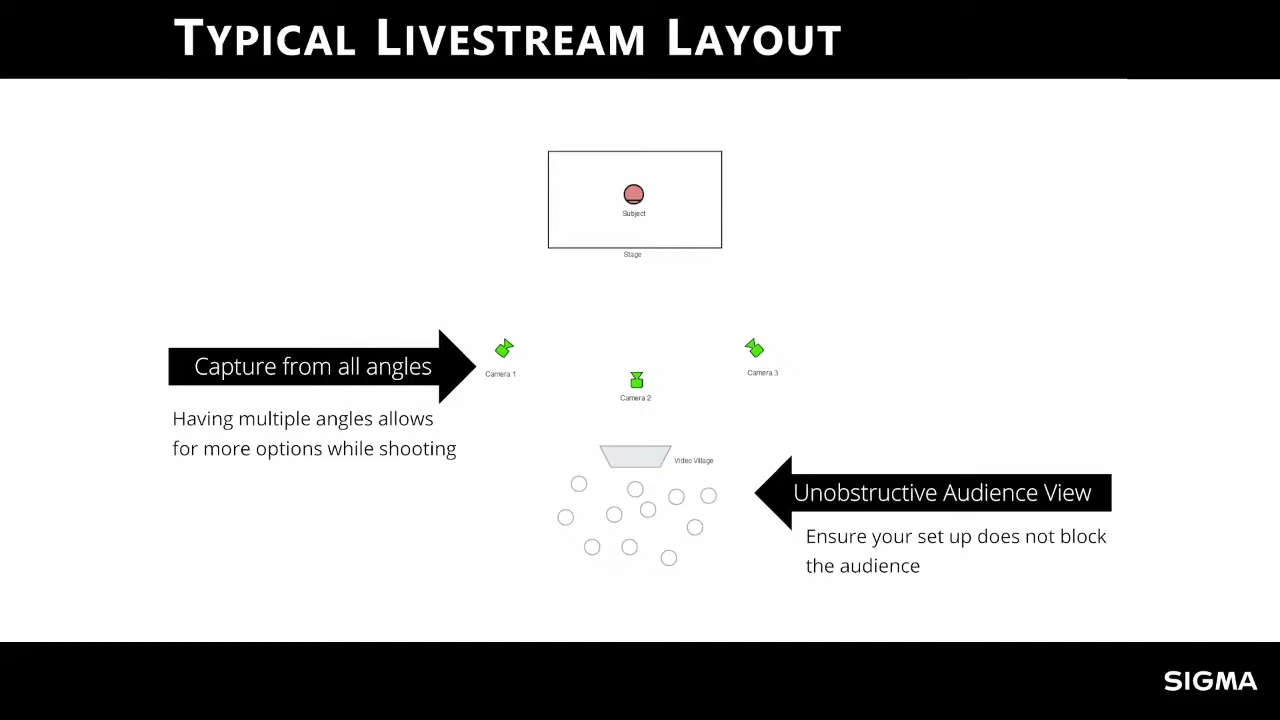 TYPICAL LIVESTREAM LAYOUT
Subject
Stage
Capture from all angles
Having multiple angles allows
for more options while shooting
Camera 1
Camera 2
Camera 3
Video Village
Unobstructive Audience View
Ensure your set up does not block
the audience
SIGMA